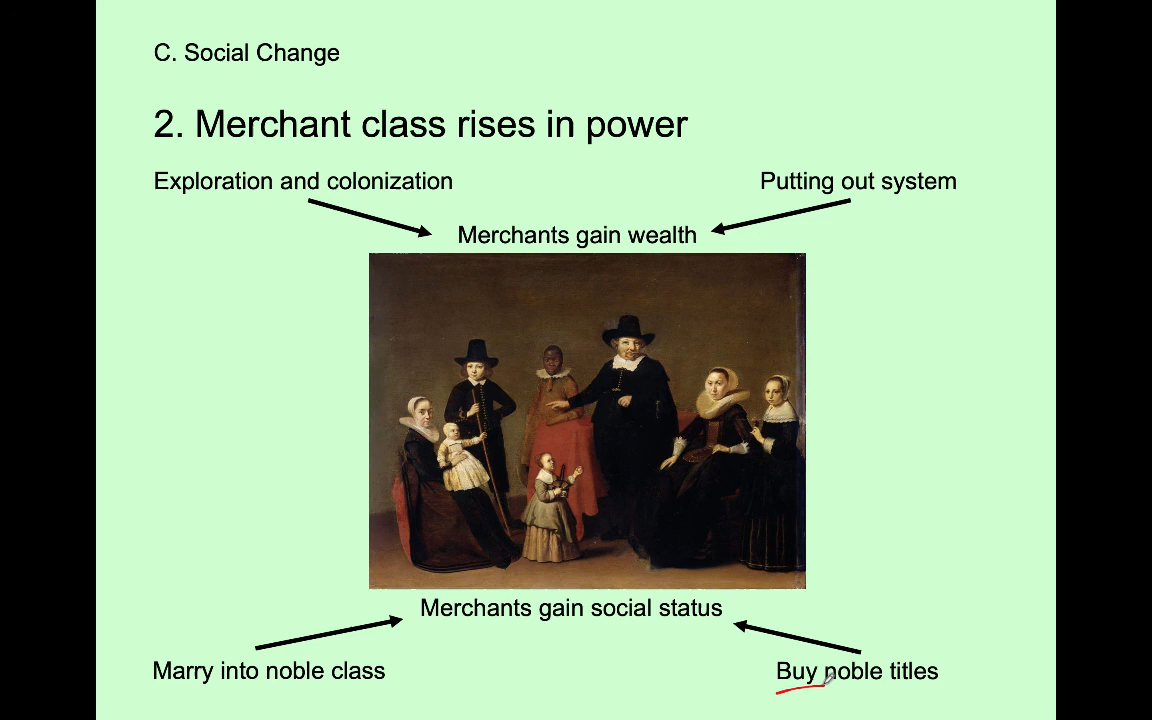 C. Social Change
2. Merchant class rises in power
Exploration and colonization
Putting out system
Merchants gain wealth
Merchants gain social status
Marry into noble class
Buy noble titles